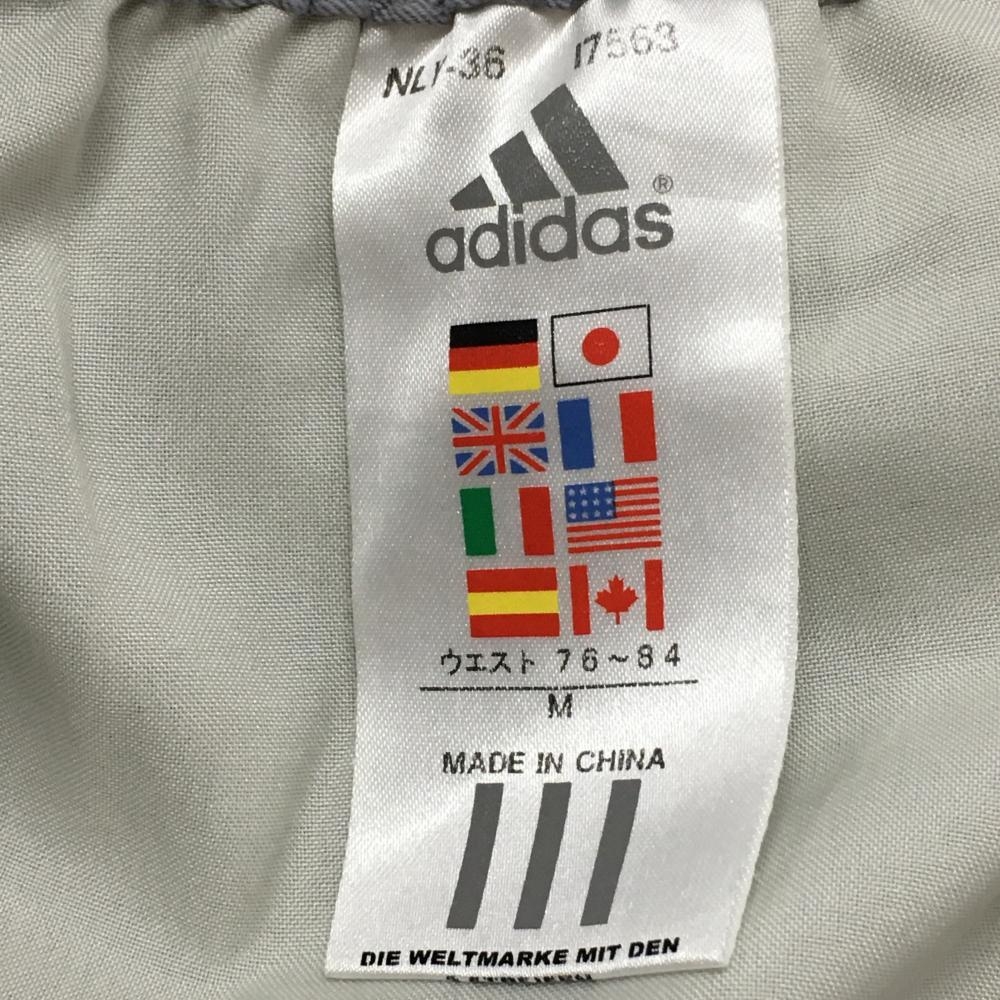 NLY-36 17563
adidas®
ウエスト 76~84
M
MADE IN CHINA
DIE WELTMARKE MIT DEN